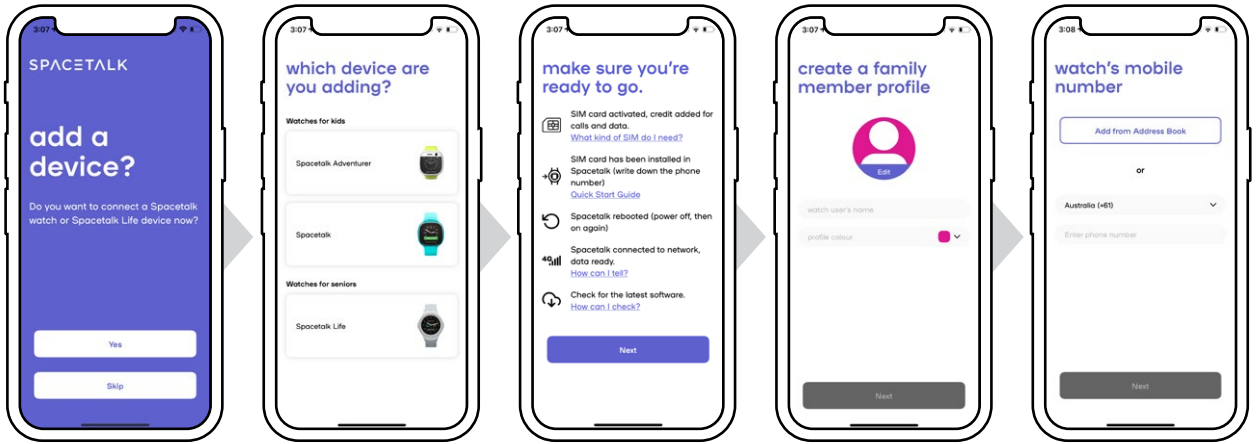 3:07
SPACETALK
add a
device?
Do you want to connect a Spacetalk
watch or Spacetalk Life device now?
Yes
Skip
3:07
which device are
you adding?
Watches for kids
Spacetalk Adventurer
Spacetalk
Watches for seniors
Spacetalk Life
3:07
make sure you're
ready to go.
SIM card activated, credit added for
calls and data.
What kind of SIM do I need?
SIM card has been installed in
Spacetalk (write down the phone
number)
Quick Start Guide
Spacetalk rebooted (power off, then
on again)
4G
Spacetalk connected to network,
data ready.
How can I tell?
Check for the latest software.
How can I check?
Next
3:07
create a family
member profile
Edit
watch user's name
profile colour
Next
3:08
watch's mobile
number
Add from Address Book
or
Australia (+61)
Enter phone number
Next